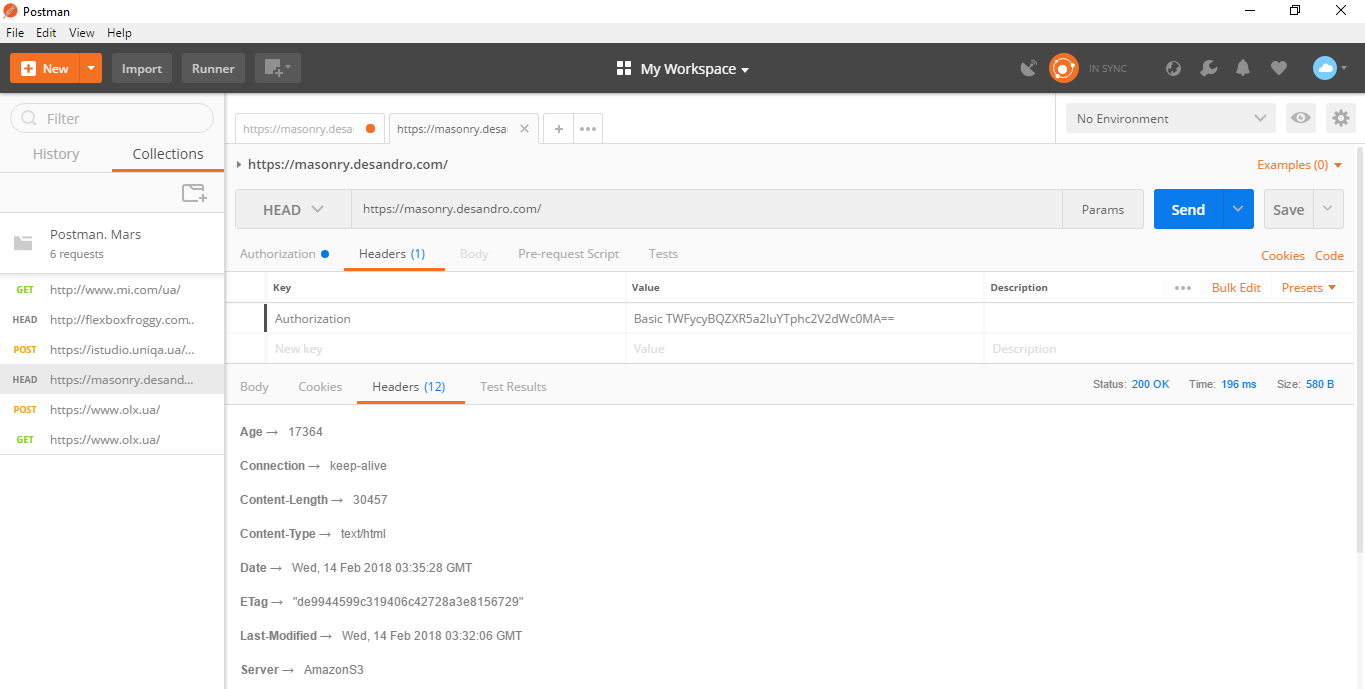 Postman
File Edit View Help
New Import Runner My Workspace IN SYNC
Filter
History Collections
Postman. Mars
6 requests
GET http://www.mi.com/ua/
HEAD http://flexboxfroggy.com..
POST https://istudio.uniqa.ua/...
HEAD https://masonry.desand...
POST https://www.olx.ua/
GET https://www.olx.ua/
https://masonry.desa https://masonry.desa No Environment
https://masonry.desandro.com/ Examples (0)
HEAD https://masonry.desandro.com/ Params Send Save
Authorization Headers (1) Body Pre-request Script Tests Cookies Code
Key Value Description Bulk Edit Presets
Authorization Basic TWFycyBQZXR5a2luYTphc2V2dWc0MA==
New key Value Description
Body Cookies Headers (12) Test Results Status: 200 OK Time: 196 ms Size: 580 B
Age → 17364
Connection → keep-alive
Content-Length → 30457
Content-Type → text/html
Date → Wed, 14 Feb 2018 03:35:28 GMT
ETag → "de9944599c319406c42728a3e8156729"
Last-Modified → Wed, 14 Feb 2018 03:32:06 GMT
Server → AmazonS3